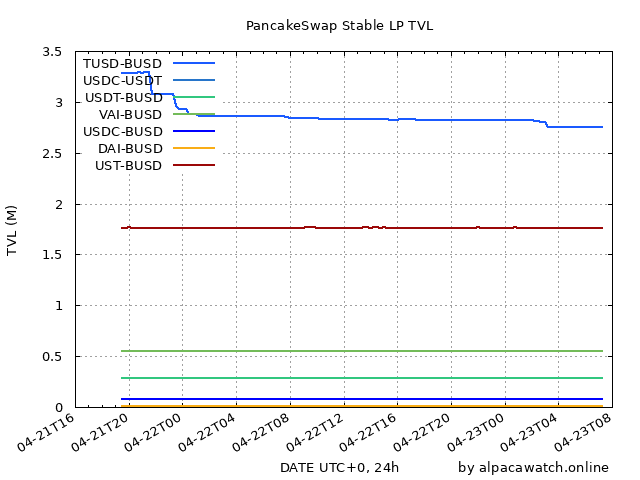 PancakeSwap Stable LP TVL
3.5
3
2.5
2
1.5
1
0.5
0
TVL (M)
TUSD-BUSD
USDC-USDT
USDT-BUSD
VAI-BUSD
USDC-BUSD
DAI-BUSD
UST-BUSD
04-21T16
04-21T20
04-22T00
04-22T04
04-22T08
04-22T12
04-22T16
04-22T20
04-23T00
04-23T04
04-23T08
DATE UTC+0, 24h
by alpacawatch.online